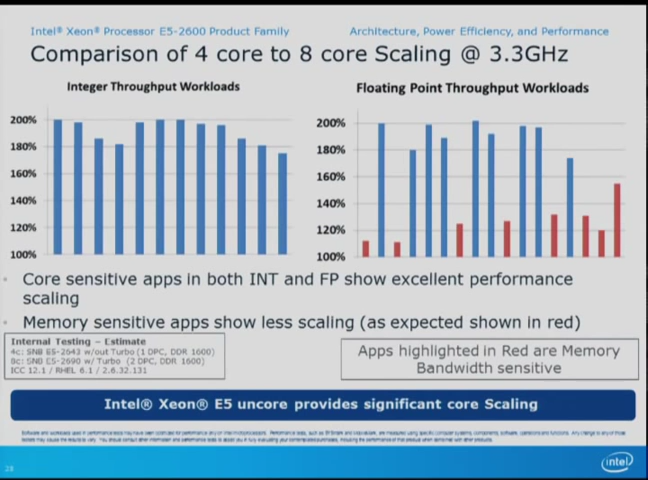 Intel® Xeon® Processor E5-2600 Product Family
Architecture, Power Efficiency, and Performance
Comparison of 4 core to 8 core Scaling @ 3.3GHz
Integer Throughput Workloads
200%
180%
160%
140%
120%
100%
Floating Point Throughput Workloads
200%
180%
160%
140%
120%
100%
Core sensitive apps in both INT and FP show excellent performance
scaling
Memory sensitive apps show less scaling (as expected shown in red)
Internal Testing – Estimate
4c: SNB E5-2643 w/out Turbo (1 DPC, DDR 1600)
8c: SNB E5-2690 w/ Turbo (2 DPC, DDR 1600)
ICC 12.1 / RHEL 6.1 / 2.6.32.131
Apps highlighted in Red are Memory
Bandwidth sensitive
Intel® Xeon® E5 uncore provides significant core Scaling
28
intel